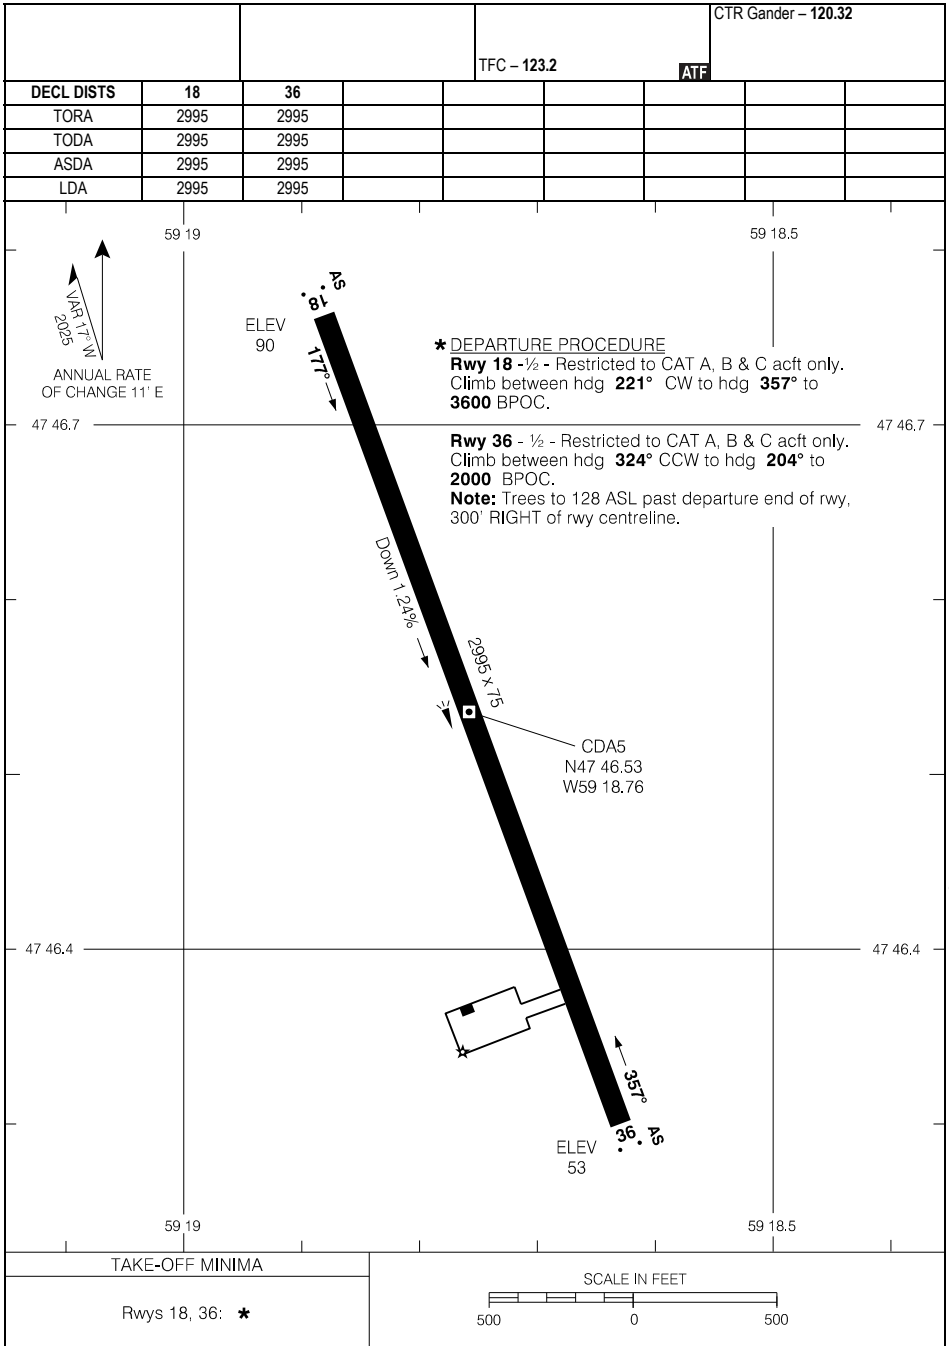 CTR Gander – 120.32
TFC – 123.2
ATF
DECL DISTS 18 36
TORA 2995 2995
TODA 2995 2995
ASDA 2995 2995
LDA 2995 2995
59 19
59 18.5
VAR 17° W
2025
ANNUAL RATE
OF CHANGE 11' E
ELEV
90
AS
18
177°
* DEPARTURE PROCEDURE
Rwy 18 - ½ - Restricted to CAT A, B & C acft only.
Climb between hdg 221° CW to hdg 357° to
3600 BPOC.
47 46.7
47 46.7
Rwy 36 - ½ - Restricted to CAT A, B & C acft only.
Climb between hdg 324° CCW to hdg 204° to
2000 BPOC.
Note: Trees to 128 ASL past departure end of rwy,
300' RIGHT of rwy centreline.
Down 1.24%
2995 x 75
CDA5
N47 46.53
W59 18.76
47 46.4
47 46.4
357°
36
AS
ELEV
53
59 19
59 18.5
TAKE-OFF MINIMA
Rwys 18, 36: *
SCALE IN FEET
500 0 500